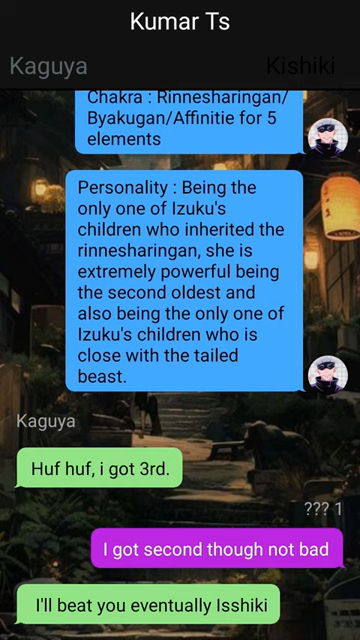 Kumar Ts
Kaguya
Kishiki
Chakra : Rinnesharingan/
Byakugan/Affinitie for 5
elements
Personality : Being the
only one of Izuku's
children who inherited the
rinnesharingan, she is
extremely powerful being
the second oldest and
also being the only one of
Izuku's children who is
close with the tailed
beast.
Kaguya
Huf huf, i got 3rd.
??? 1
I got second though not bad
I'll beat you eventually Isshiki